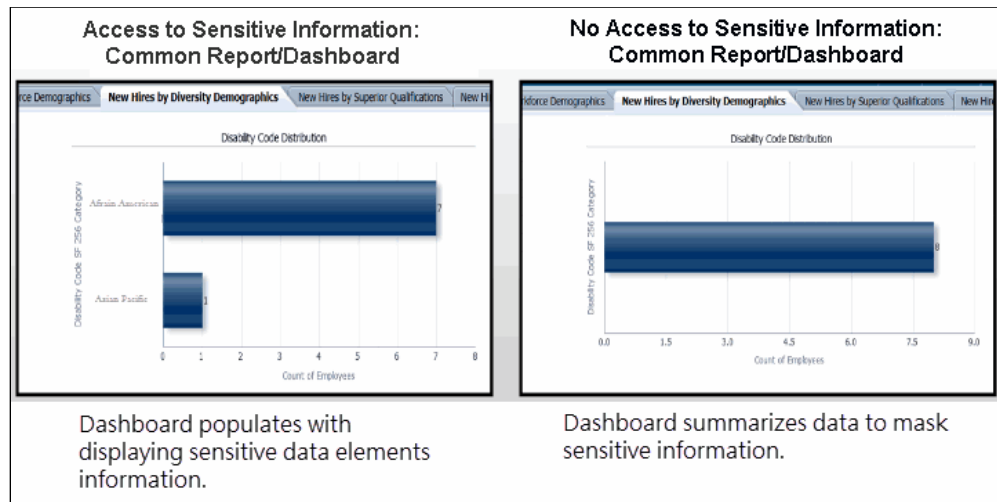 Access to Sensitive Information:
Common Report/Dashboard
rce Demographics
New Hires by Diversity Demographics
New Hires by Superior Qualifications
New Hi
Disability Code Distribution
Disability Code SF 256 Category
Afrain American
7
Asian Pacific
1
0 1 2 3 4 5 6 7 8
Count of Employees
Dashboard populates with
displaying sensitive data elements
information.
No Access to Sensitive Information:
Common Report/Dashboard
rkforce Demographics
New Hires by Diversity Demographics
New Hires by Superior Qualifications
New Hire
Disability Code Distribution
Disability Code SF 256 Category
8
0.0 1.5 3.0 4.5 6.0 7.5 9.0
Count of Employees
Dashboard summarizes data to mask
sensitive information.